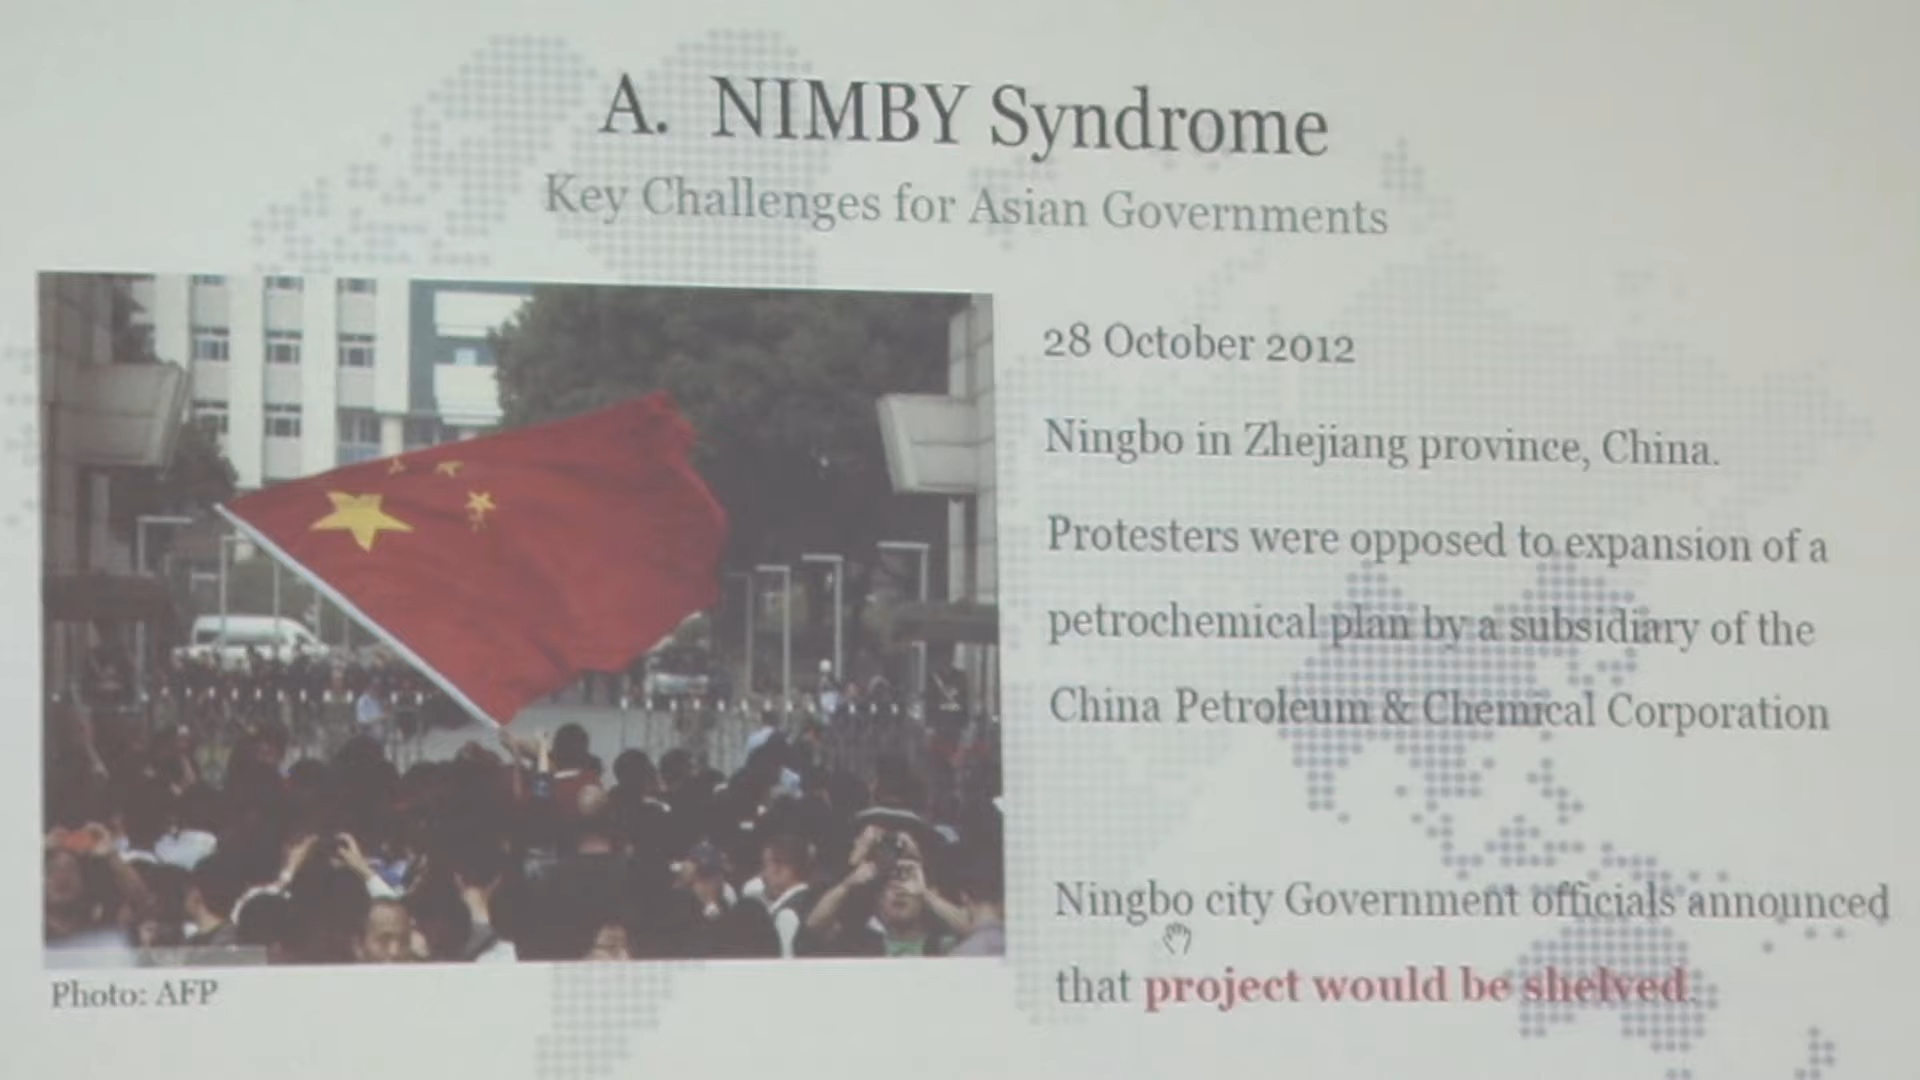 A. NIMBY Syndrome
Key Challenges for Asian Governments
28 October 2012
Ningbo in Zhejiang province, China.
Protesters were opposed to expansion of a
petrochemical plan by a subsidiary of the
China Petroleum & Chemical Corporation
Ningbo city Government officials announced
that project would be shelved.
Photo: AFP